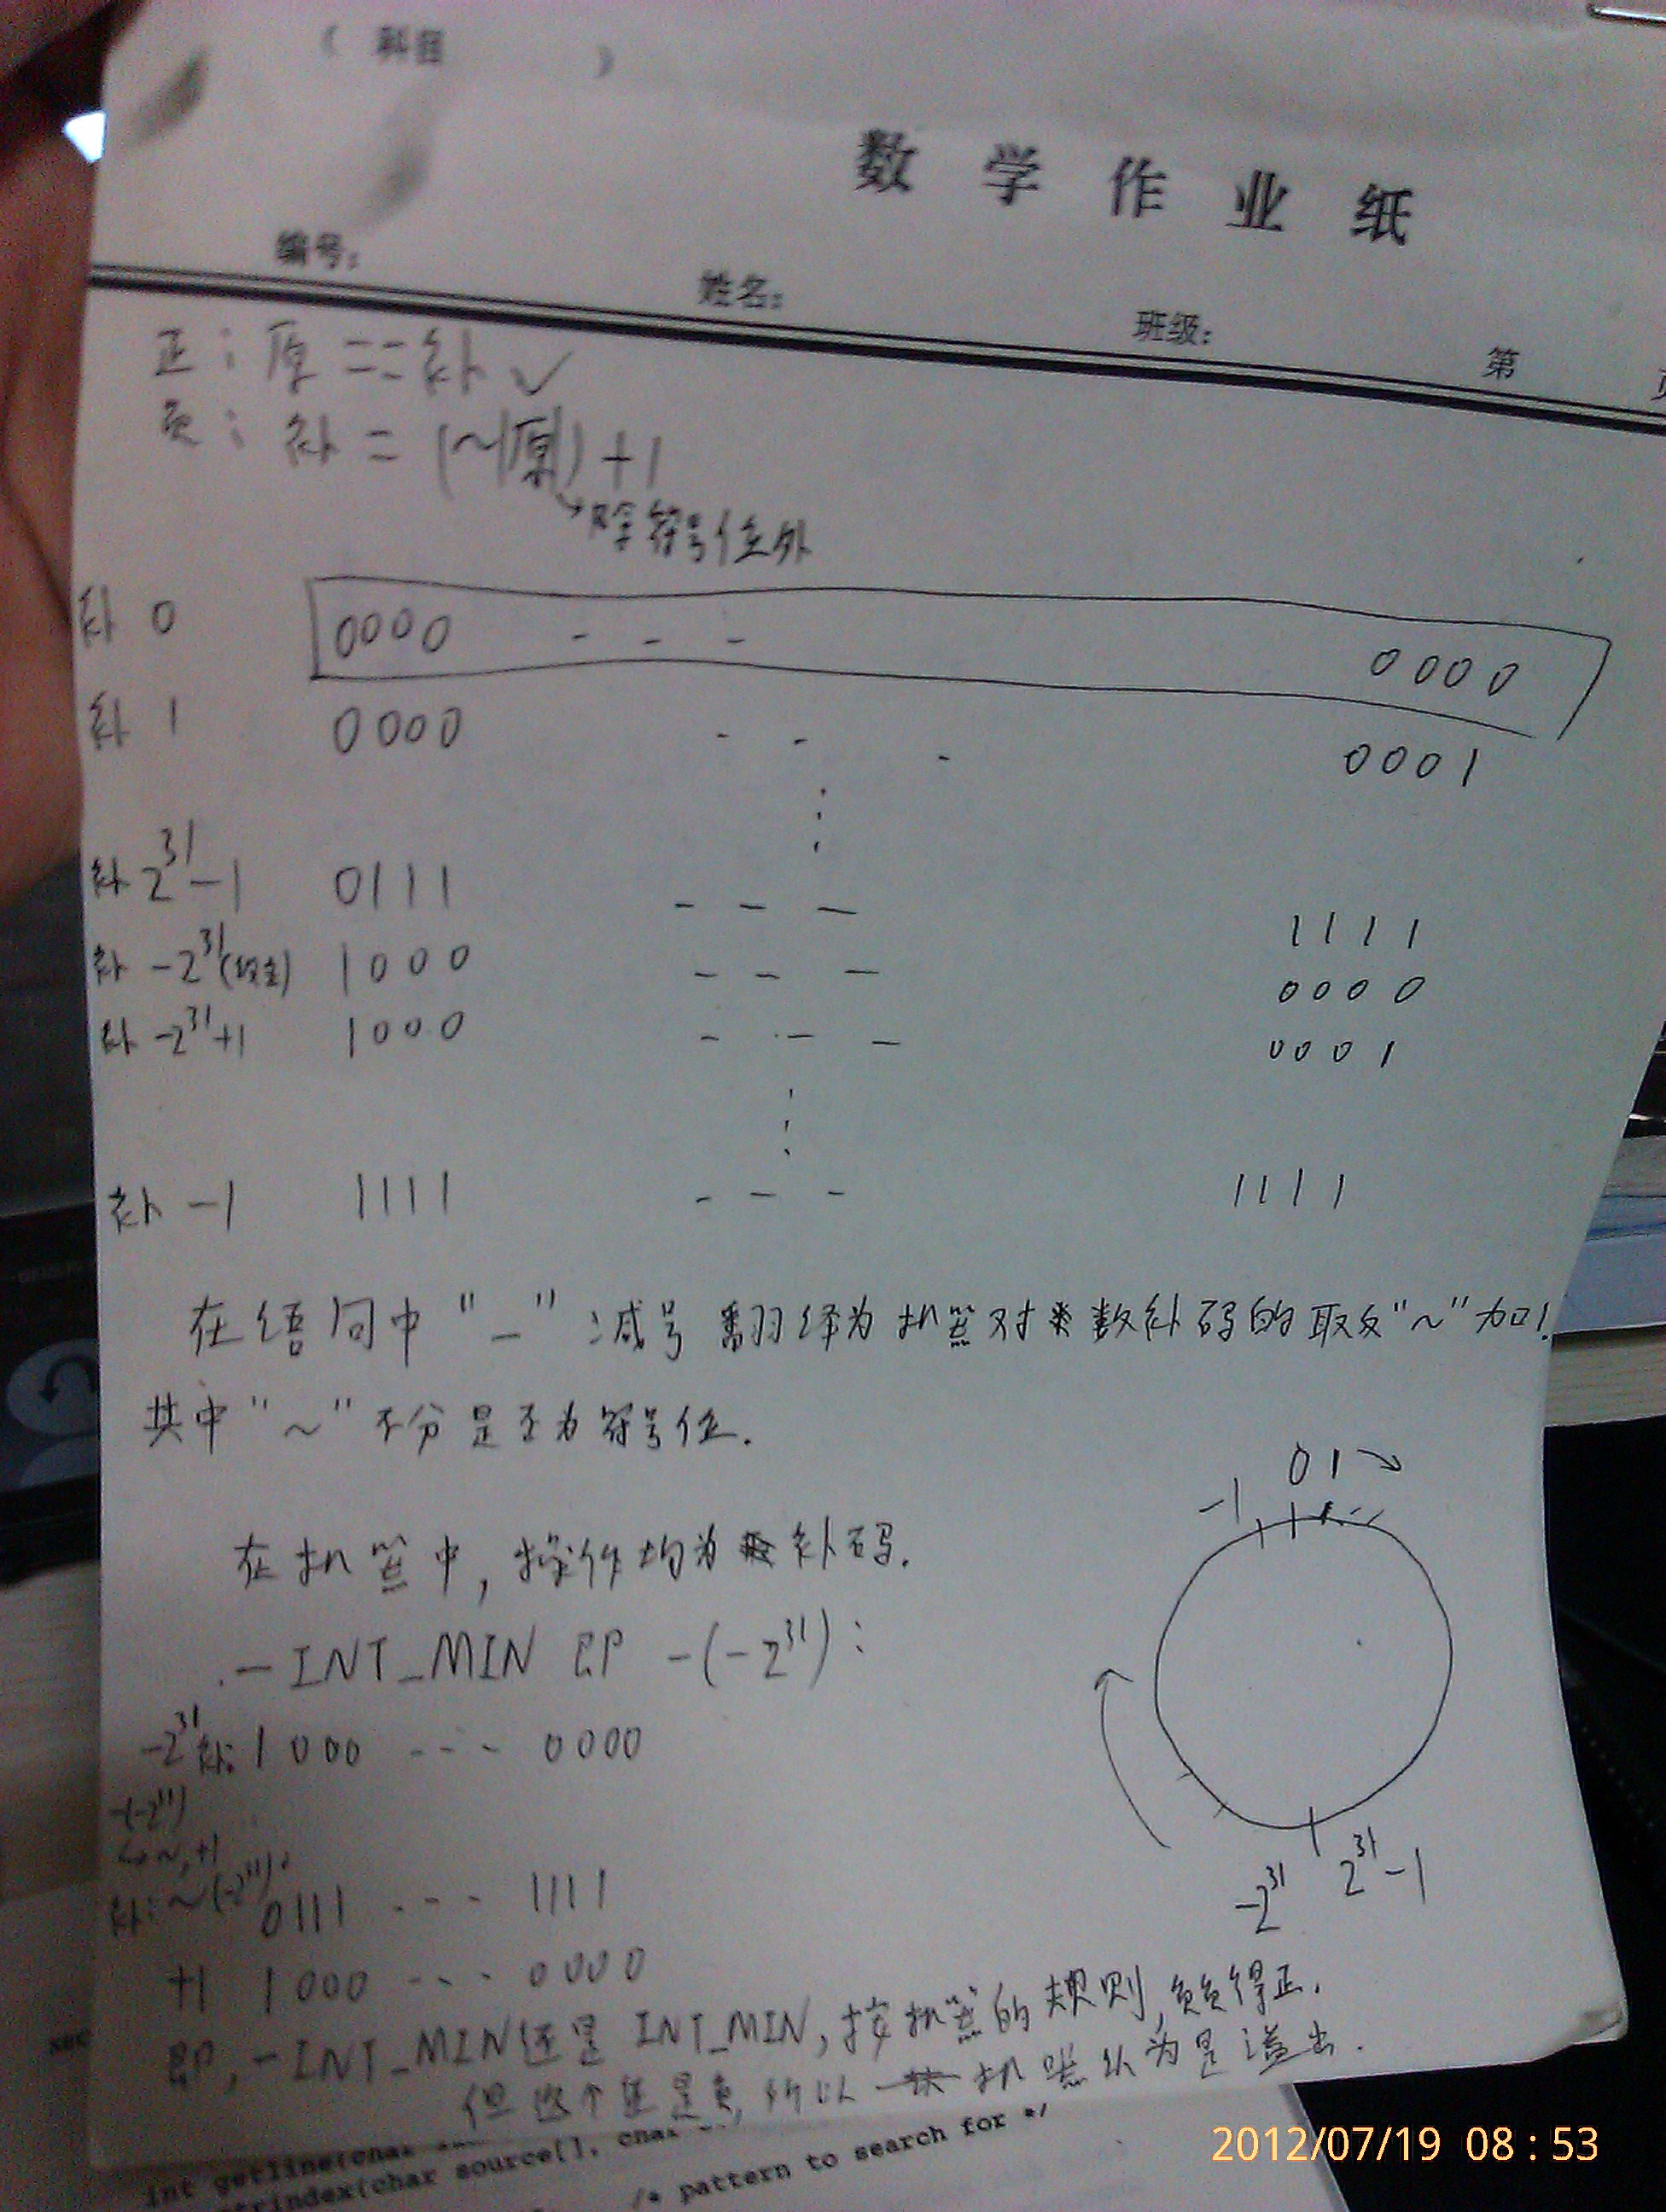 （ 科目 ）
数学作业纸
编号：
姓名：
班级：
第
正：原 == 补 ✓
负：补 = (~|原|) + 1
→除符号位外
补 0 0000 - - - 0000
补 1 0000 - - - 0001
补 2^31-1 0111 - - - 1111
补 -2^31(规定) 1000 - - - 0000
补 -2^31+1 1000 - - - 0001
补 -1 1111 - - - 1111
在语句中"-"减号翻译为机器对数补码的取反"~"加1.
其中"~"不分是否为符号位.
在机器中,操作均为补码.
-1 0 1 →
-INT_MIN 即 -(-2^31):
-2^31补: 1000 --- 0000
-(-2^31)
↳~,+1
补:~(-2^31): 0111 --- 1111
-2^31 2^31-1
+1 1000 --- 0000
即,-INT_MIN还是INT_MIN,按机器的规则,负负得正.
但这个还是负,所以机器认为是溢出.
int getline(char
strindex(char source[], char
/* pattern to search for */
2012/07/19 08:53